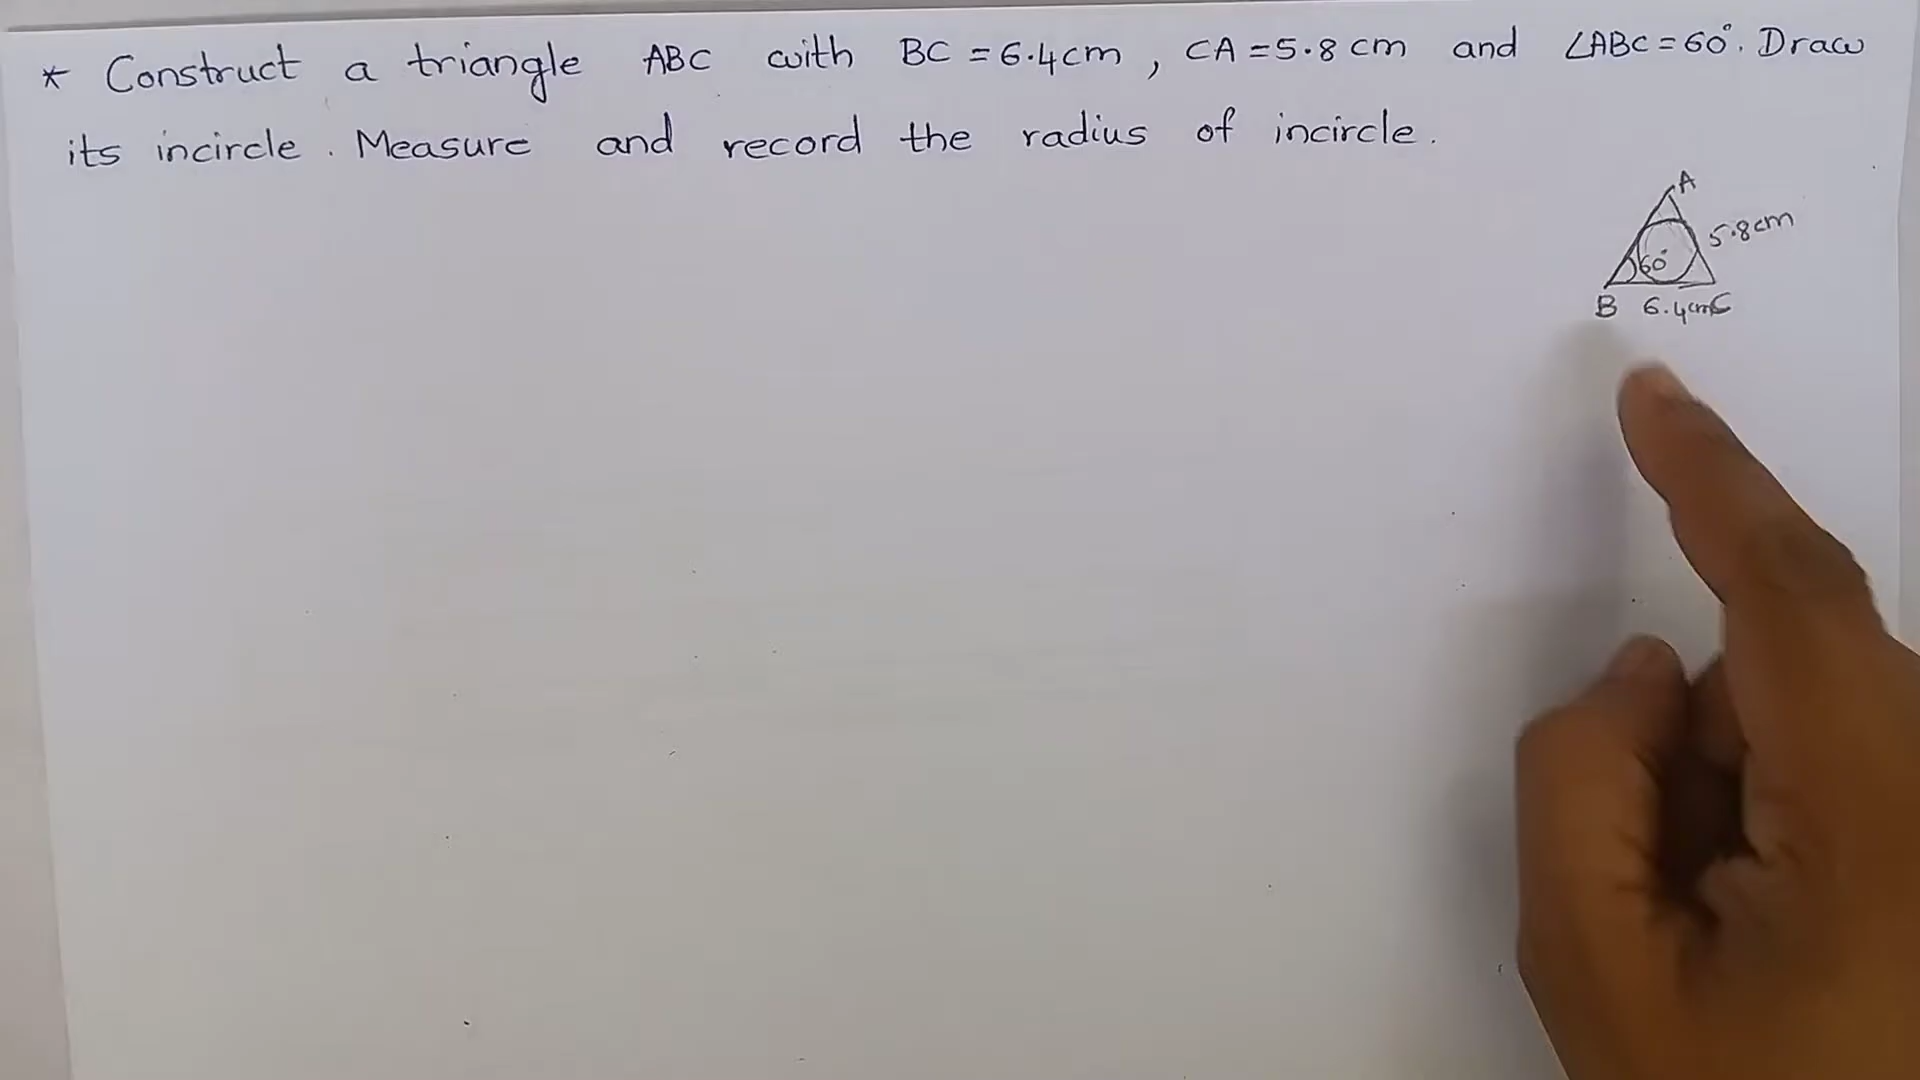 * Construct a triangle ABC with BC = 6.4cm, CA = 5.8 cm and ∠ABC = 60°. Draw
its incircle. Measure and record the radius of incircle.
A
5.8cm
60°
B 6.4cm C